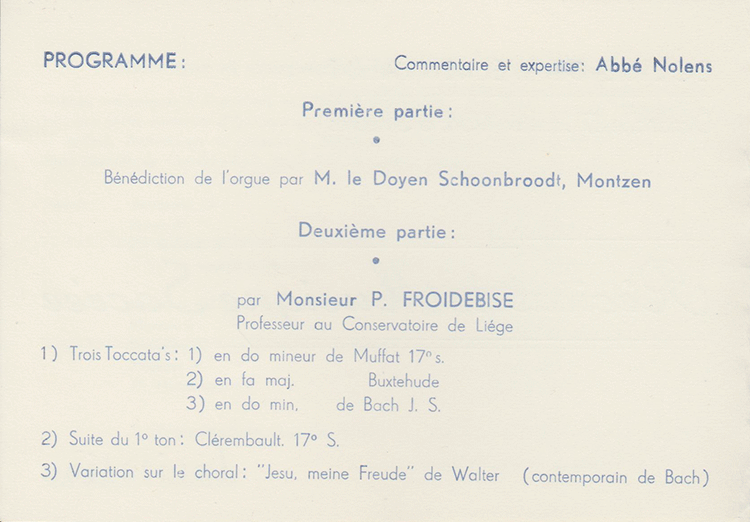 PROGRAMME: Commentaire et expertise: Abbé Nolens
Première partie:
•
Bénédiction de l'orgue par M. le Doyen Schoonbroodt, Montzen
Deuxième partie:
•
par Monsieur P. FROIDEBISE
Professeur au Conservatoire de Liége
1) Trois Toccata's: 1) en do mineur de Muffat 17º s.
2) en fa maj. Buxtehude
3) en do min. de Bach J. S.
2) Suite du 1º ton: Clérembault. 17º S.
3) Variation sur le choral: "Jesu, meine Freude" de Walter (contemporain de Bach)